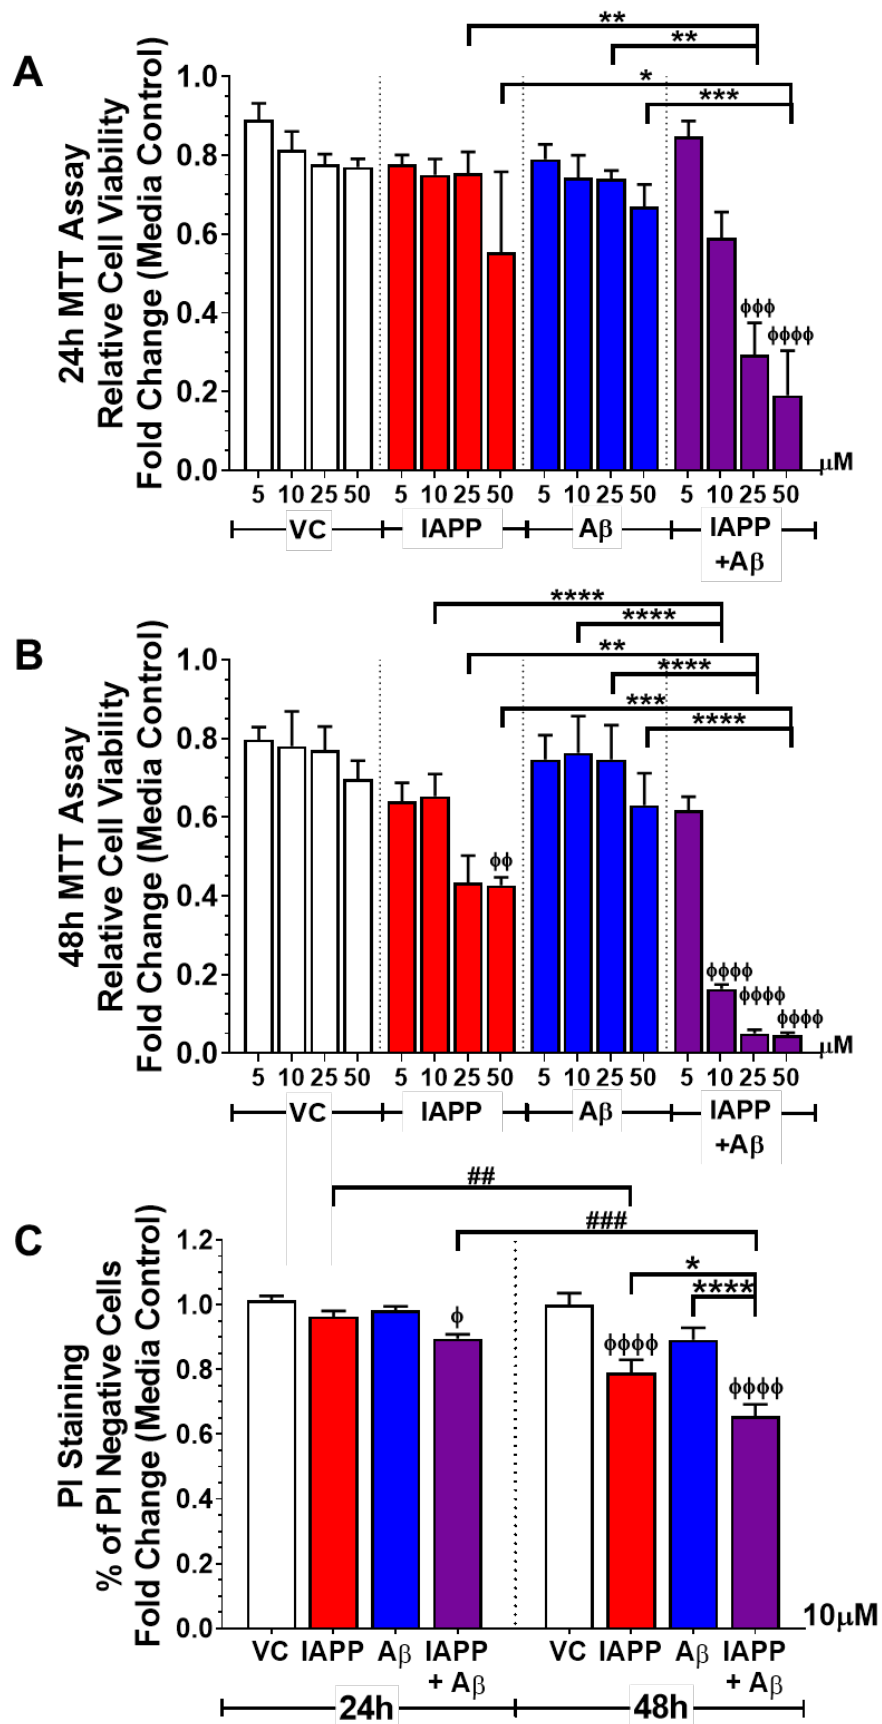 **
**
A
*
***
24h MTT Assay
Relative Cell Viability
Fold Change (Media Control)
1.0
0.8
0.6
0.4
0.2
0.0
ϕϕϕ
ϕϕϕϕ
μM
5 10 25 50 5 10 25 50 5 10 25 50 5 10 25 50
VC IAPP Aβ IAPP
+Aβ
****
****
B
**
****
***
****
48h MTT Assay
Relative Cell Viability
Fold Change (Media Control)
1.0
0.8
0.6
0.4
0.2
0.0
ϕϕ
ϕϕϕϕ
ϕϕϕϕ
ϕϕϕϕ
μM
5 10 25 50 5 10 25 50 5 10 25 50 5 10 25 50
VC IAPP Aβ IAPP
+Aβ
##
C
###
*
****
PI Staining
% of PI Negative Cells
Fold Change (Media Control)
1.2
1.0
0.8
0.6
0.4
0.2
0.0
ϕ
ϕϕϕϕ
ϕϕϕϕ
10μM
VC IAPP Aβ IAPP VC IAPP Aβ IAPP
+ Aβ + Aβ
24h 48h